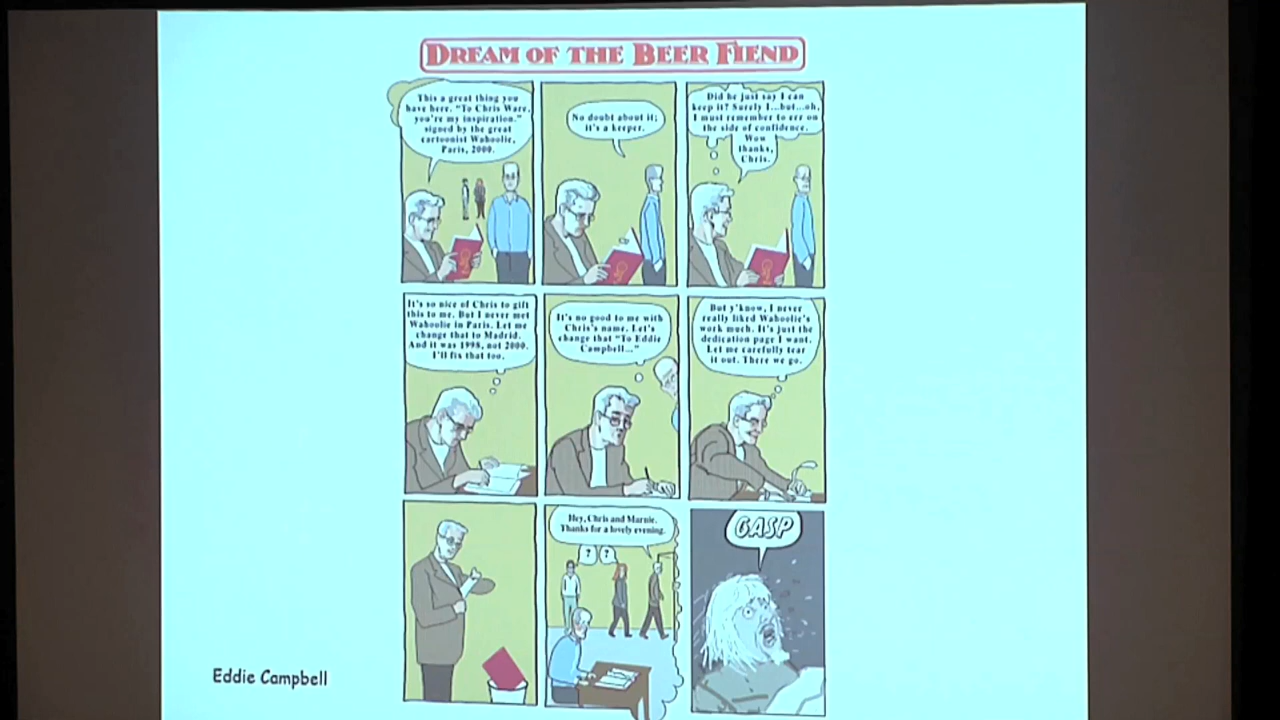 DREAM OF THE BEER FIEND
This a great thing you
have here. "To Chris Ware,
you're my inspiration."
signed by the great
cartoonist Wahoolie,
Paris, 2000.
No doubt about it;
it's a keeper.
Did he just say I can
keep it? Surely I...but...oh,
I must remember to err on
the side of confidence.
Wow
thanks,
Chris.
It's so nice of Chris to gift
this to me. But I never met
Wahoolie in Paris. Let me
change that to Madrid.
And it was 1998, not 2000.
I'll fix that too.
It's no good to me with
Chris's name. Let's
change that "To Eddie
Campbell..."
But y'know, I never
really liked Wahoolie's
work much. It's just the
dedication page I want.
Let me carefully tear
it out. There we go.
Hey, Chris and Marnie.
Thanks for a lovely evening.
? ?
GASP
Eddie Campbell